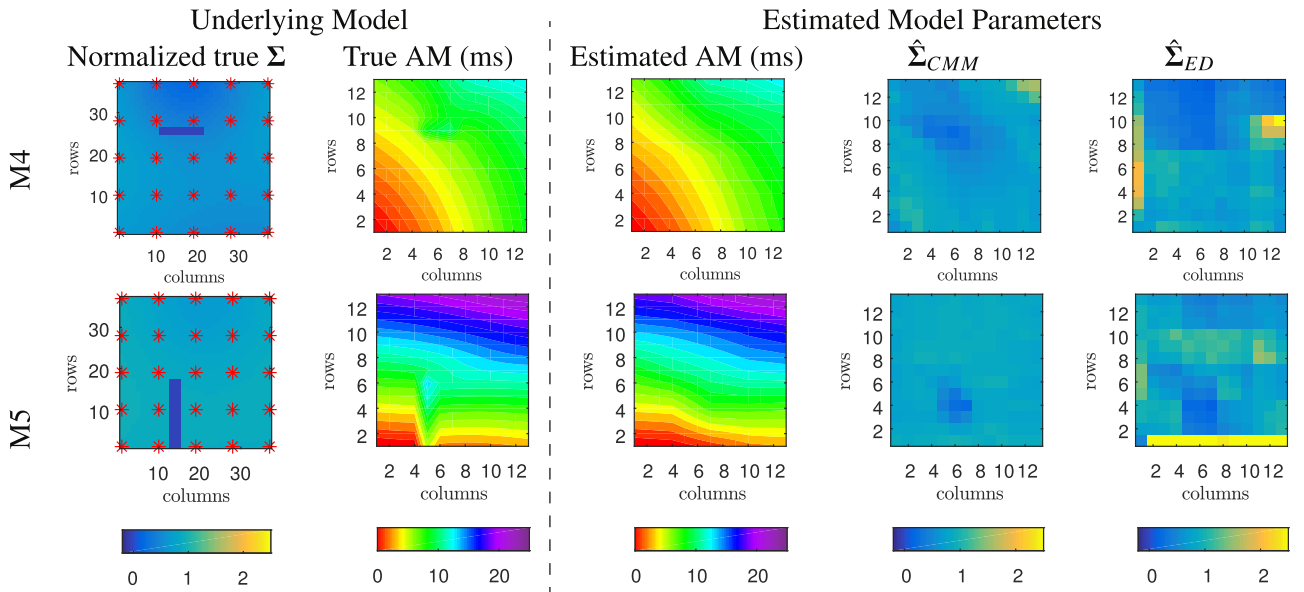 Underlying Model
Estimated Model Parameters
Normalized true Σ
True AM (ms)
Estimated AM (ms)
Σ̂CMM
Σ̂ED
M4
rows
30
20
10
10 20 30
columns
rows
12
10
8
6
4
2
2 4 6 8 10 12
columns
rows
12
10
8
6
4
2
2 4 6 8 10 12
columns
rows
12
10
8
6
4
2
2 4 6 8 10 12
columns
rows
12
10
8
6
4
2
2 4 6 8 10 12
columns
M5
rows
30
20
10
10 20 30
columns
rows
12
10
8
6
4
2
2 4 6 8 10 12
columns
rows
12
10
8
6
4
2
2 4 6 8 10 12
columns
rows
12
10
8
6
4
2
2 4 6 8 10 12
columns
rows
12
10
8
6
4
2
2 4 6 8 10 12
columns
0 1 2
0 10 20
0 10 20
0 1 2
0 1 2